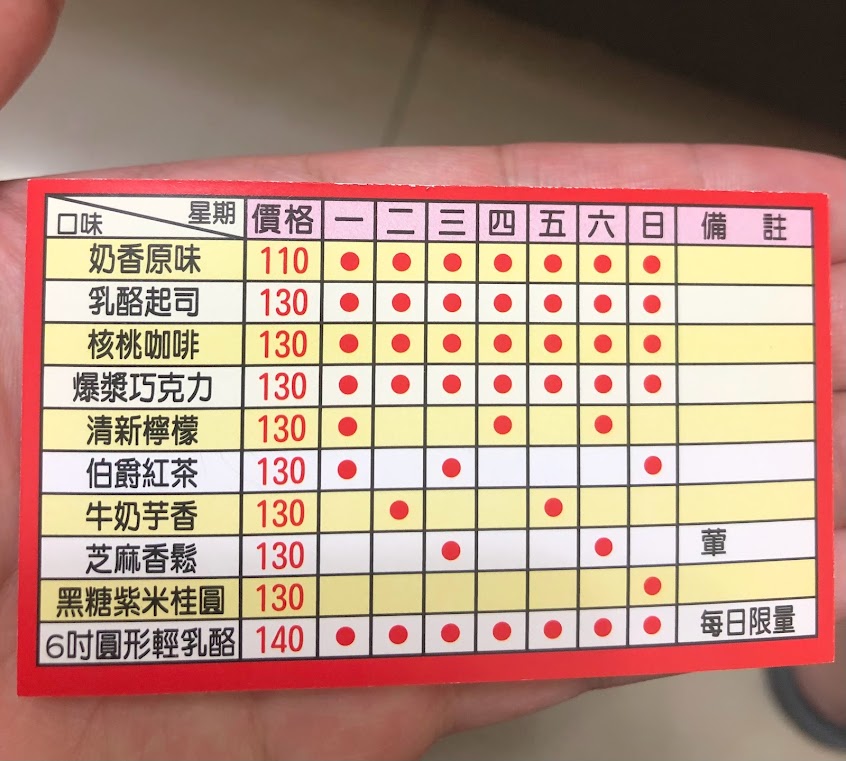 口味 星期 價格 一 二 三 四 五 六 日 備 註
奶香原味 110 ● ● ● ● ● ● ●
乳酪起司 130 ● ● ● ● ● ● ●
核桃咖啡 130 ● ● ● ● ● ● ●
爆漿巧克力 130 ● ● ● ● ● ● ●
清新檸檬 130 ● ● ●
伯爵紅茶 130 ● ● ●
牛奶芋香 130 ● ●
芝麻香鬆 130 ● ● 葷
黑糖紫米桂圓 130 ●
6吋圓形輕乳酪 140 ● ● ● ● ● ● ● 每日限量